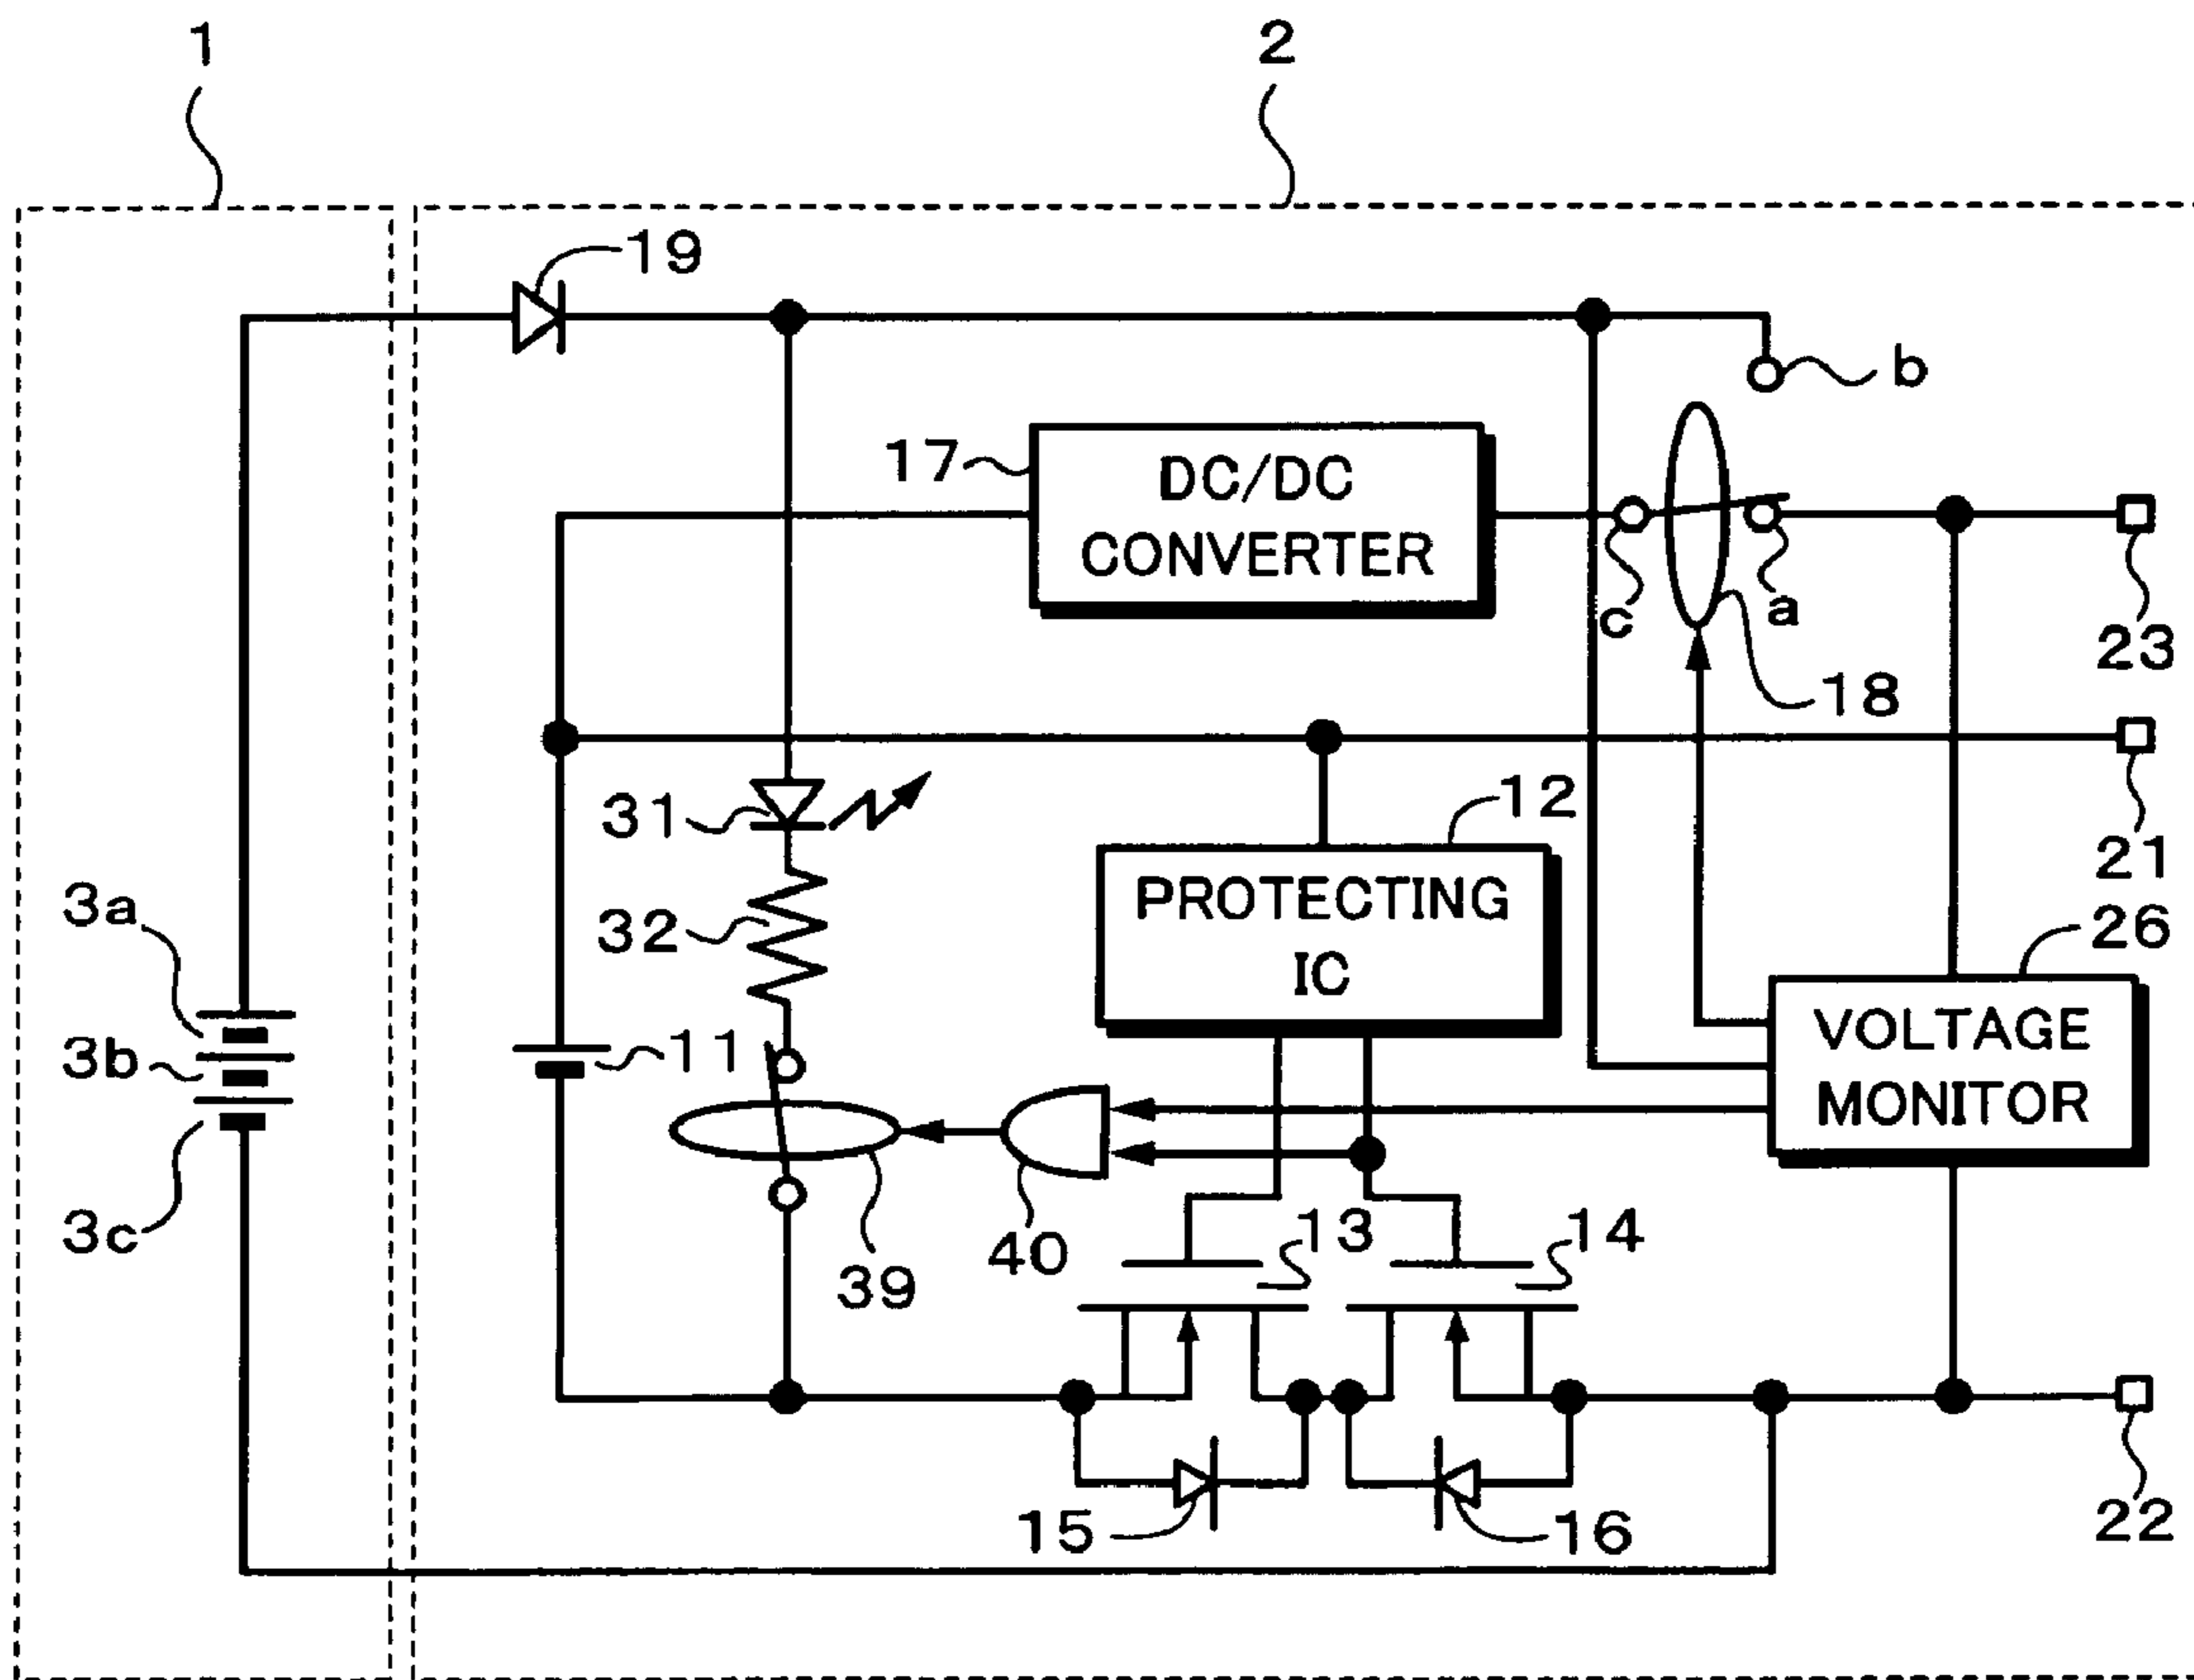 1
2
19
b
17
DC/DC
CONVERTER
c
a
23
18
31
12
21
3a
32
PROTECTING
IC
26
3b
11
VOLTAGE
MONITOR
3c
40
13
14
39
15
16
22